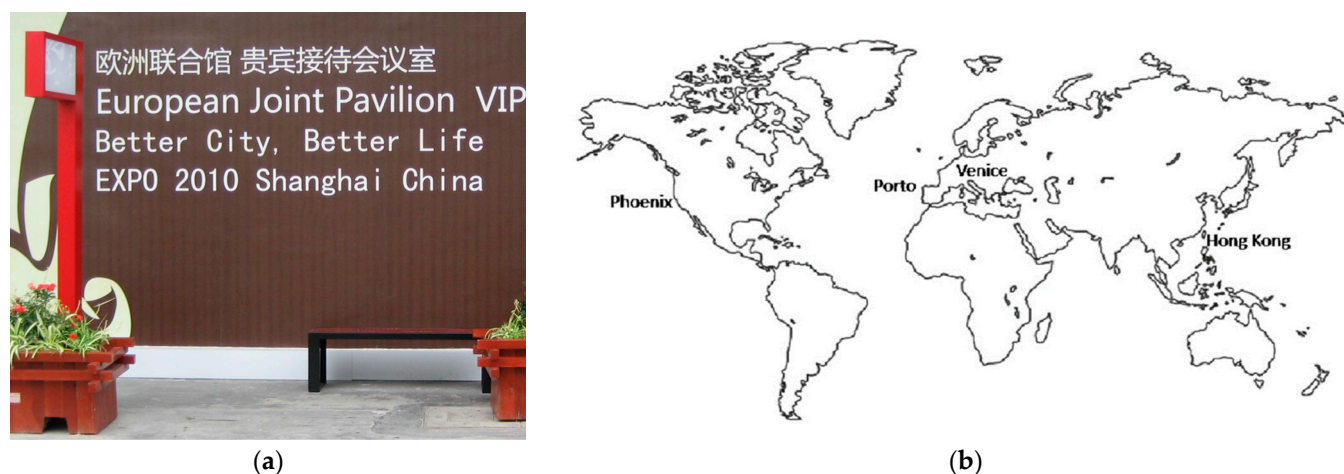 欧洲联合馆 贵宾接待会议室
European Joint Pavilion VIP
Better City, Better Life
EXPO 2010 Shanghai China
(a)
Phoenix
Porto
Venice
Hong Kong
(b)